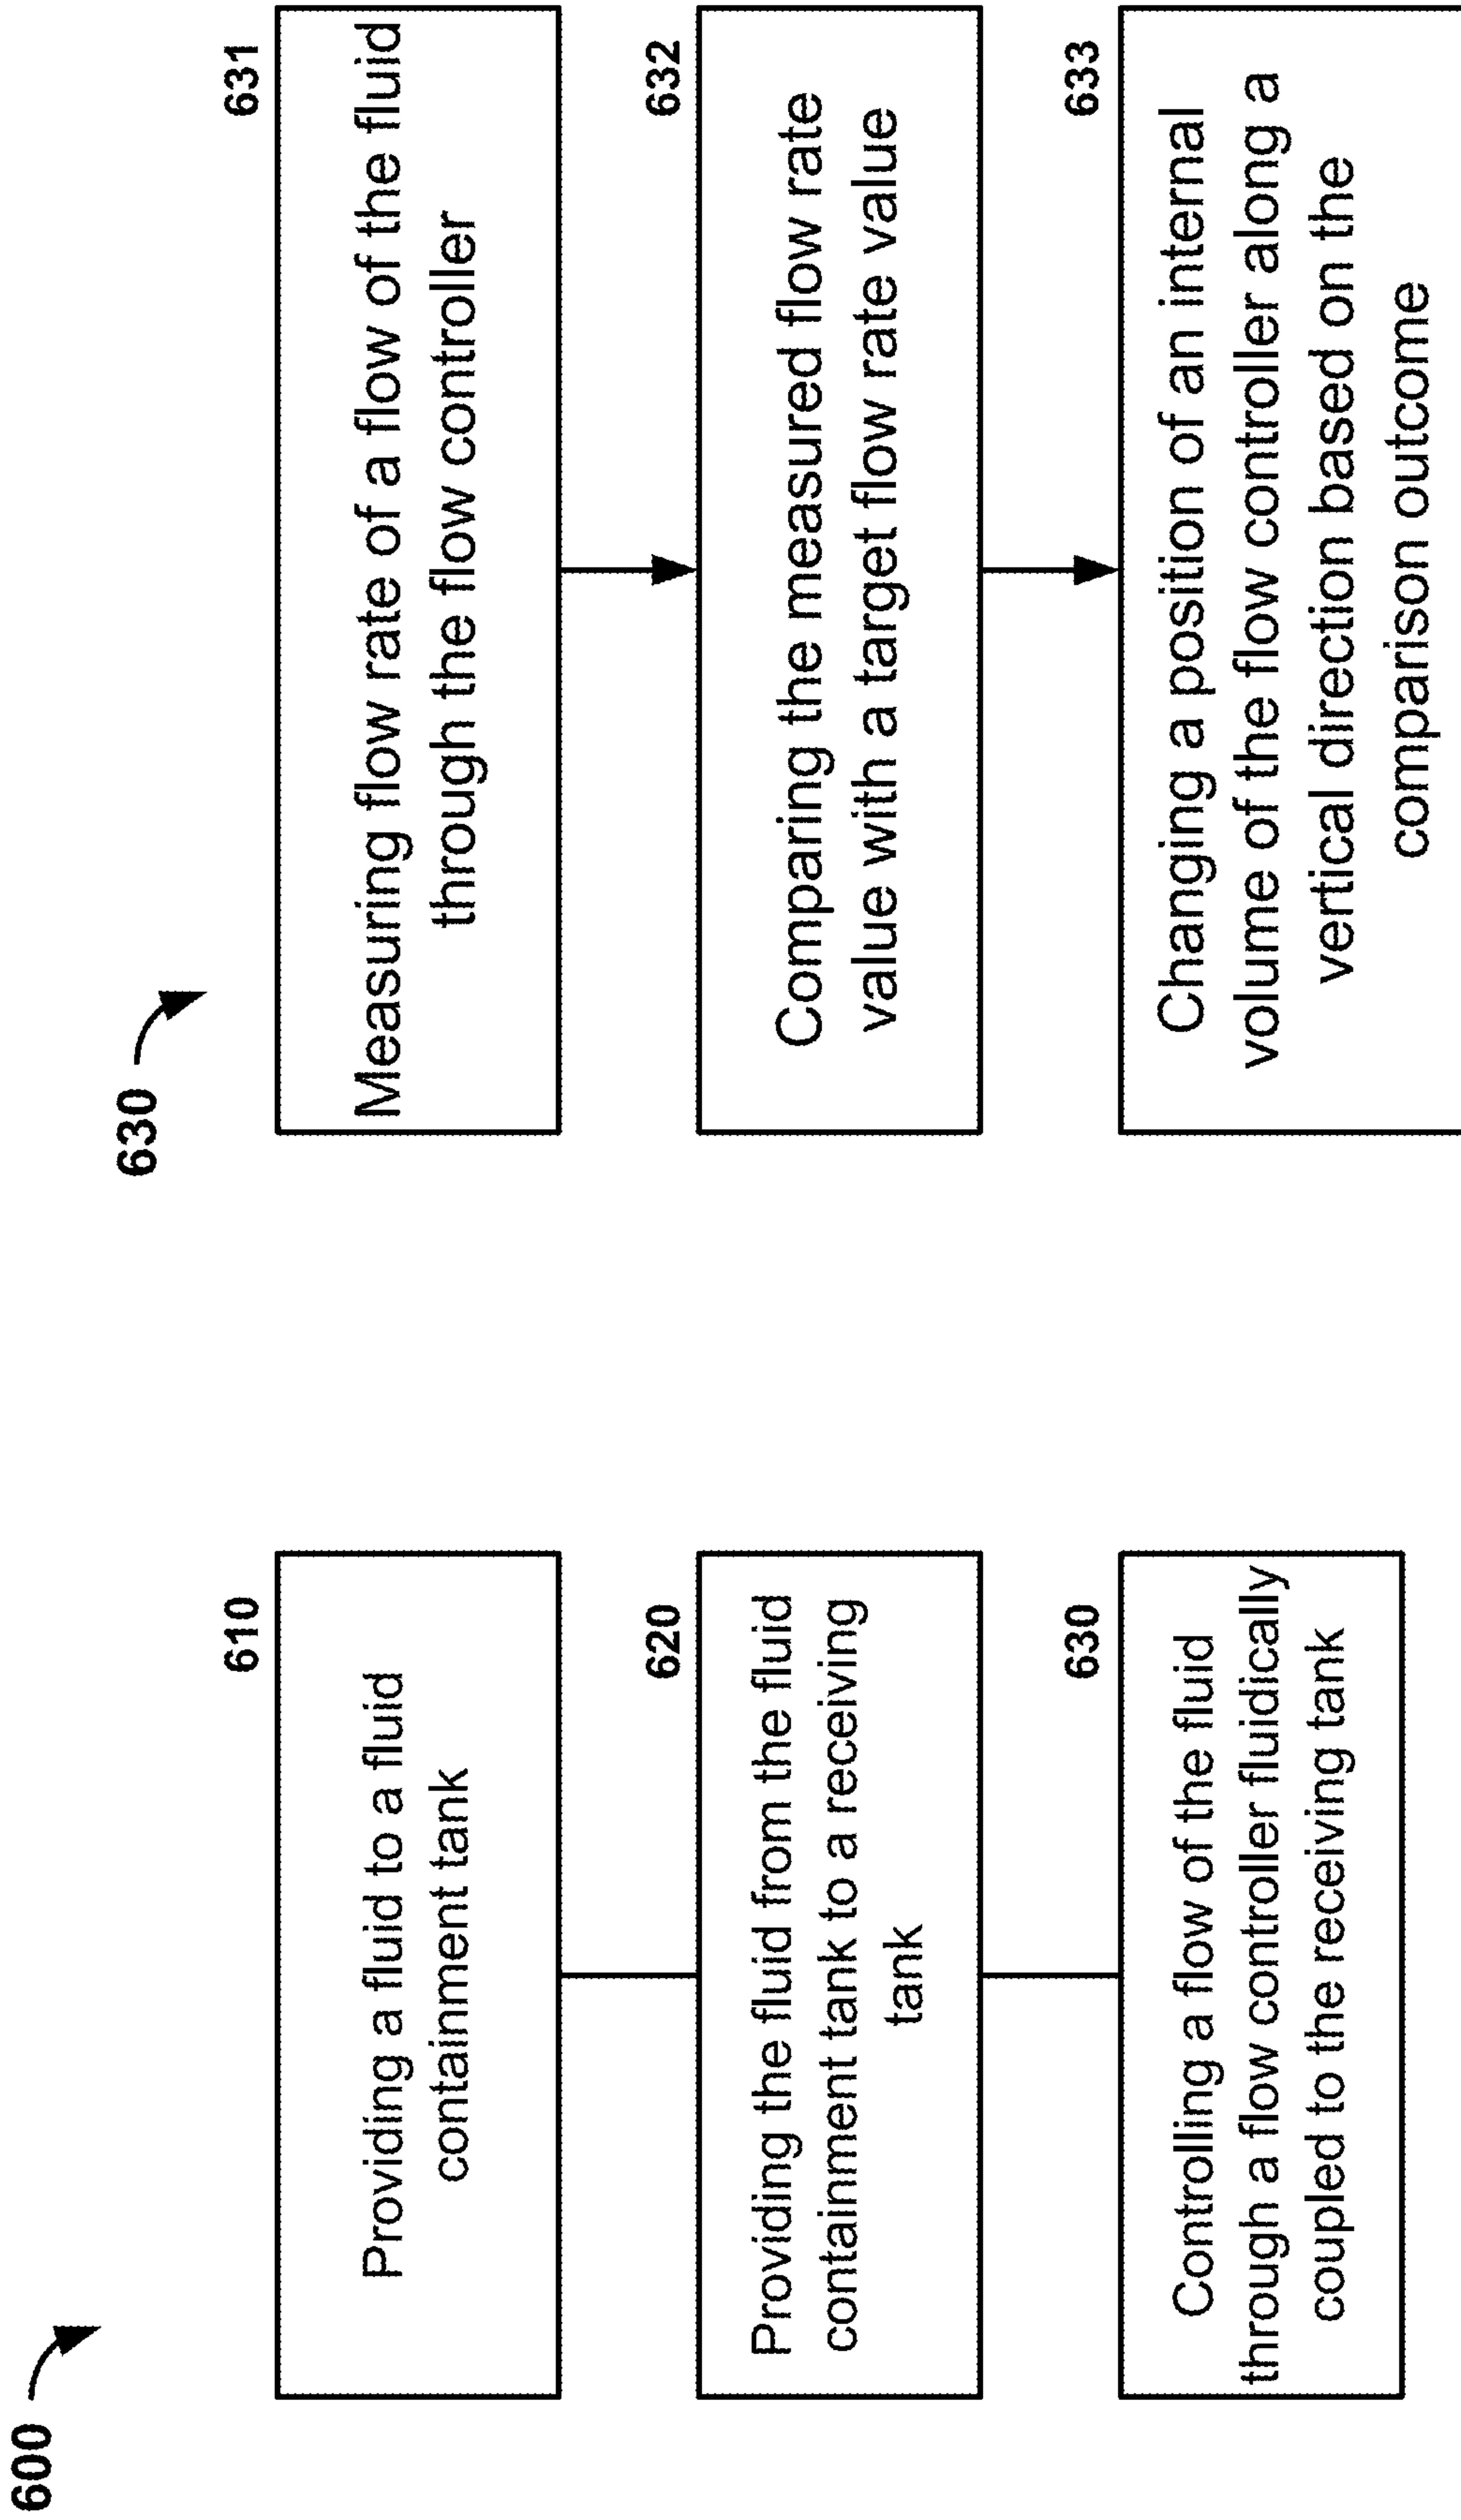 600
610
Providing a fluid to a fluid
containment tank
620
Providing the fluid from the fluid
containment tank to a receiving
tank
630
Controlling a flow of the fluid
through a flow controller fluidically
coupled to the receiving tank
630
631
Measuring flow rate of a flow of the fluid
through the flow controller
632
Comparing the measured flow rate
value with a target flow rate value
633
Changing a position of an internal
volume of the flow controller along a
vertical direction based on the
comparison outcome